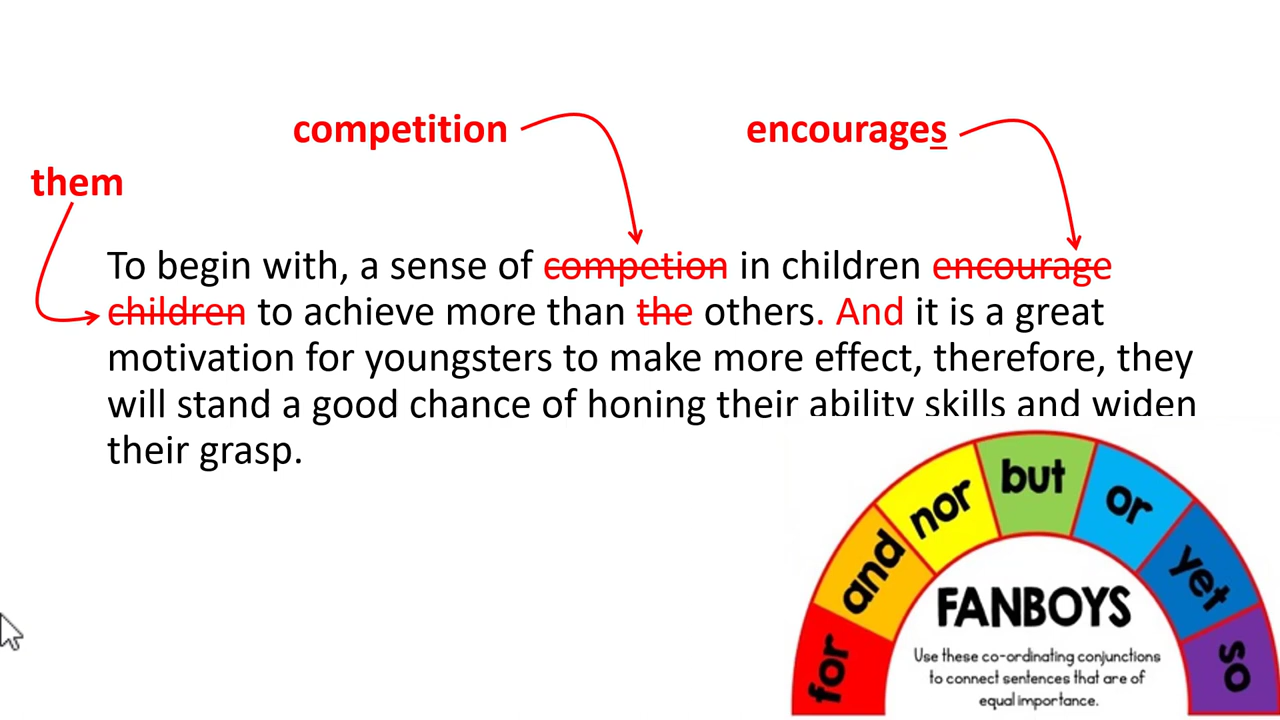 competition
encourages
them
To begin with, a sense of competion in children encourage
children to achieve more than the others. And it is a great
motivation for youngsters to make more effect, therefore, they
will stand a good chance of honing their ability skills and widen
their grasp.
for and nor but or yet so
FANBOYS
Use these co-ordinating conjunctions
to connect sentences that are of
equal importance.